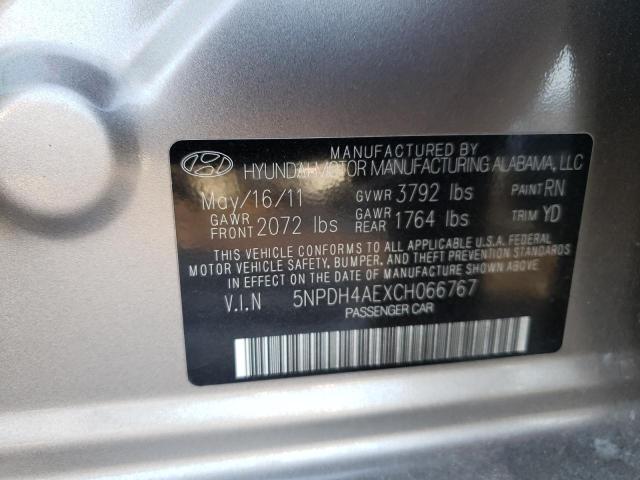 MANUFACTURED BY
HYUNDAI MOTOR MANUFACTURING ALABAMA, LLC
May/16/11 GVWR 3792 lbs PAINT RN
GAWR FRONT 2072 lbs GAWR REAR 1764 lbs TRIM YD
THIS VEHICLE CONFORMS TO ALL APPLICABLE U.S.A. FEDERAL
MOTOR VEHICLE SAFETY, BUMPER, AND THEFT PREVENTION
STANDARDS IN EFFECT ON THE DATE OF MANUFACTURE SHOWN ABOVE.
V.I.N 5NPDH4AEXCH066767
PASSENGER CAR